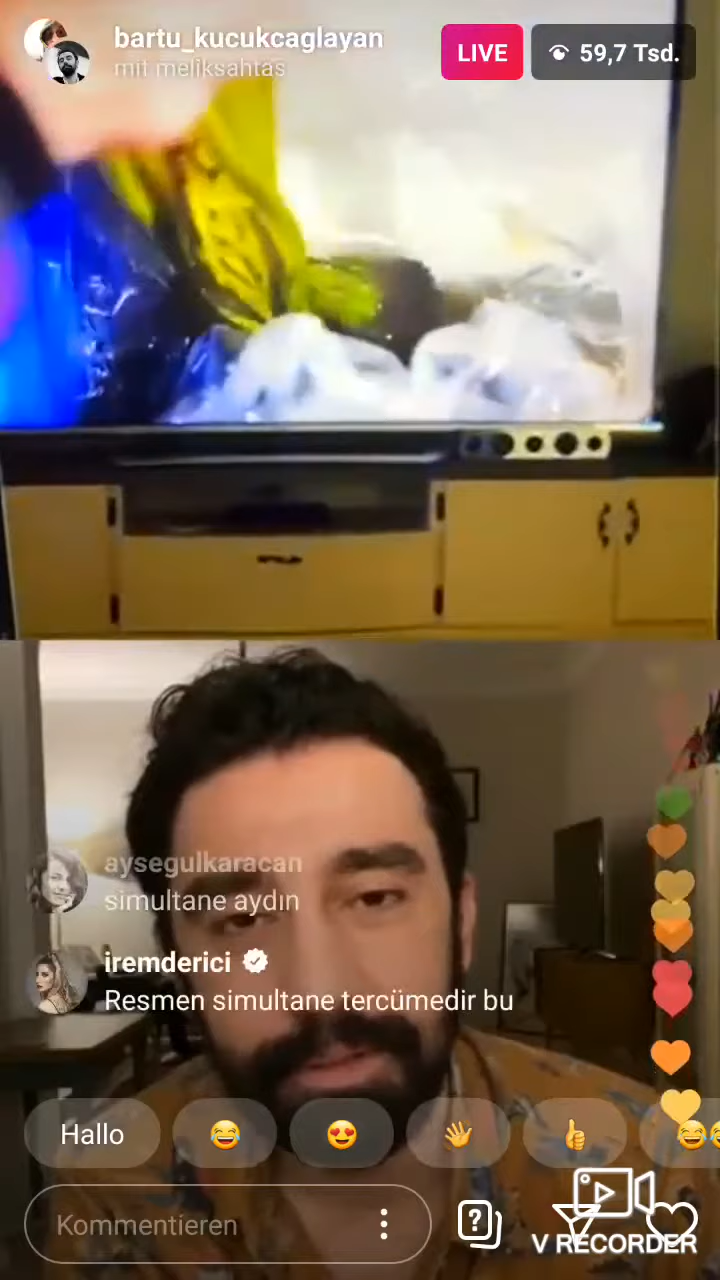 bartu_kucukcaglayan
mit meliksahtas
LIVE
59,7 Tsd.
aysegulkaracan
simultane aydın
iremderici
Resmen simultane tercümedir bu
Hallo
Kommentieren
V RECORDER